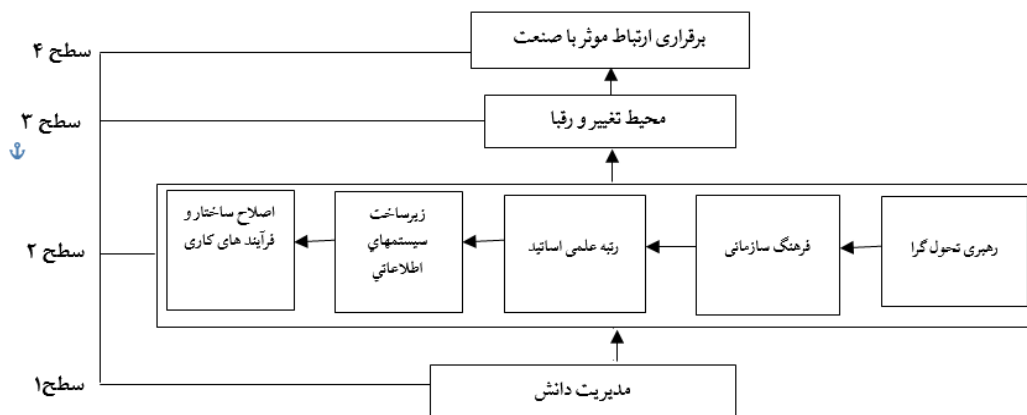 سطح ۴
برقراری ارتباط موثر با صنعت
سطح ۳
محیط تغییر و رقبا
سطح ۲
رهبری تحول گرا
فرهنگ سازمانی
رتبه علمی اساتید
زیرساخت
سیستمهاي
اطلاعاتي
اصلاح ساختار و
فرآیند های کاری
سطح۱
مدیریت دانش